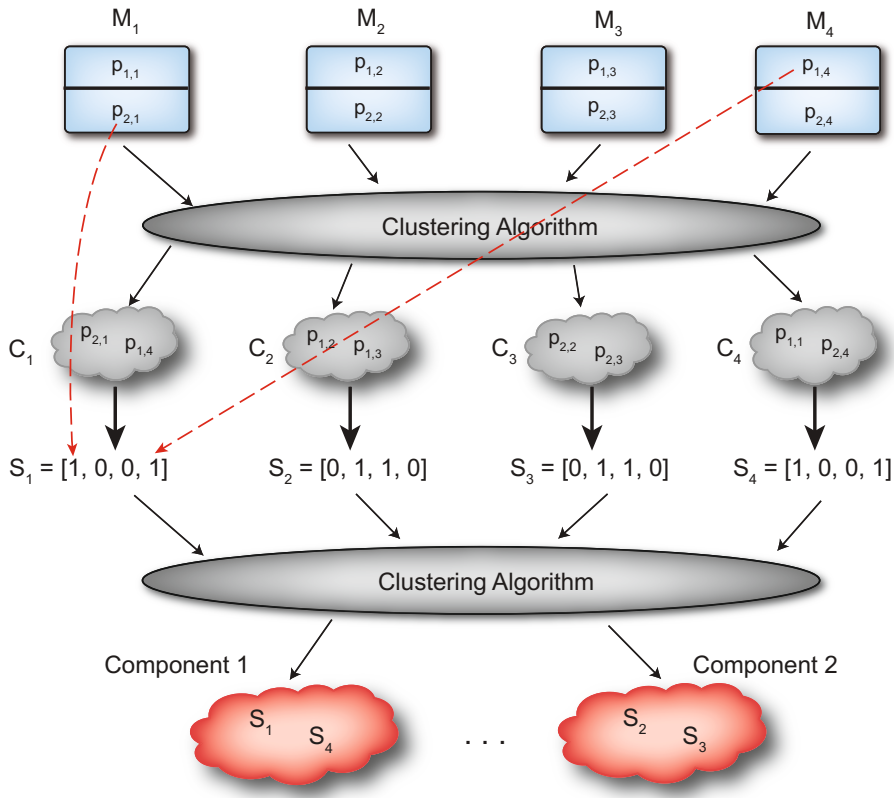 M₁ M₂ M₃ M₄
p₁,₁ p₁,₂ p₁,₃ p₁,₄
p₂,₁ p₂,₂ p₂,₃ p₂,₄
Clustering Algorithm
C₁ p₂,₁ p₁,₄ C₂ p₁,₂ p₁,₃ C₃ p₂,₂ p₂,₃ C₄ p₁,₁ p₂,₄
S₁ = [1, 0, 0, 1] S₂ = [0, 1, 1, 0] S₃ = [0, 1, 1, 0] S₄ = [1, 0, 0, 1]
Clustering Algorithm
Component 1 Component 2
S₁ S₄ . . . S₂ S₃